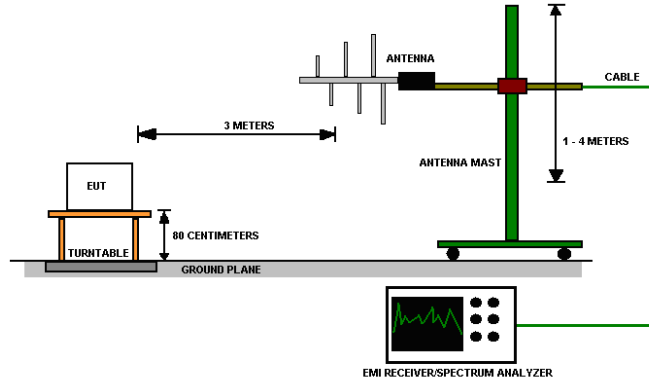 ANTENNA
CABLE
3 METERS
1 - 4 METERS
ANTENNA MAST
EUT
80 CENTIMETERS
TURNTABLE
GROUND PLANE
EMI RECEIVER/SPECTRUM ANALYZER